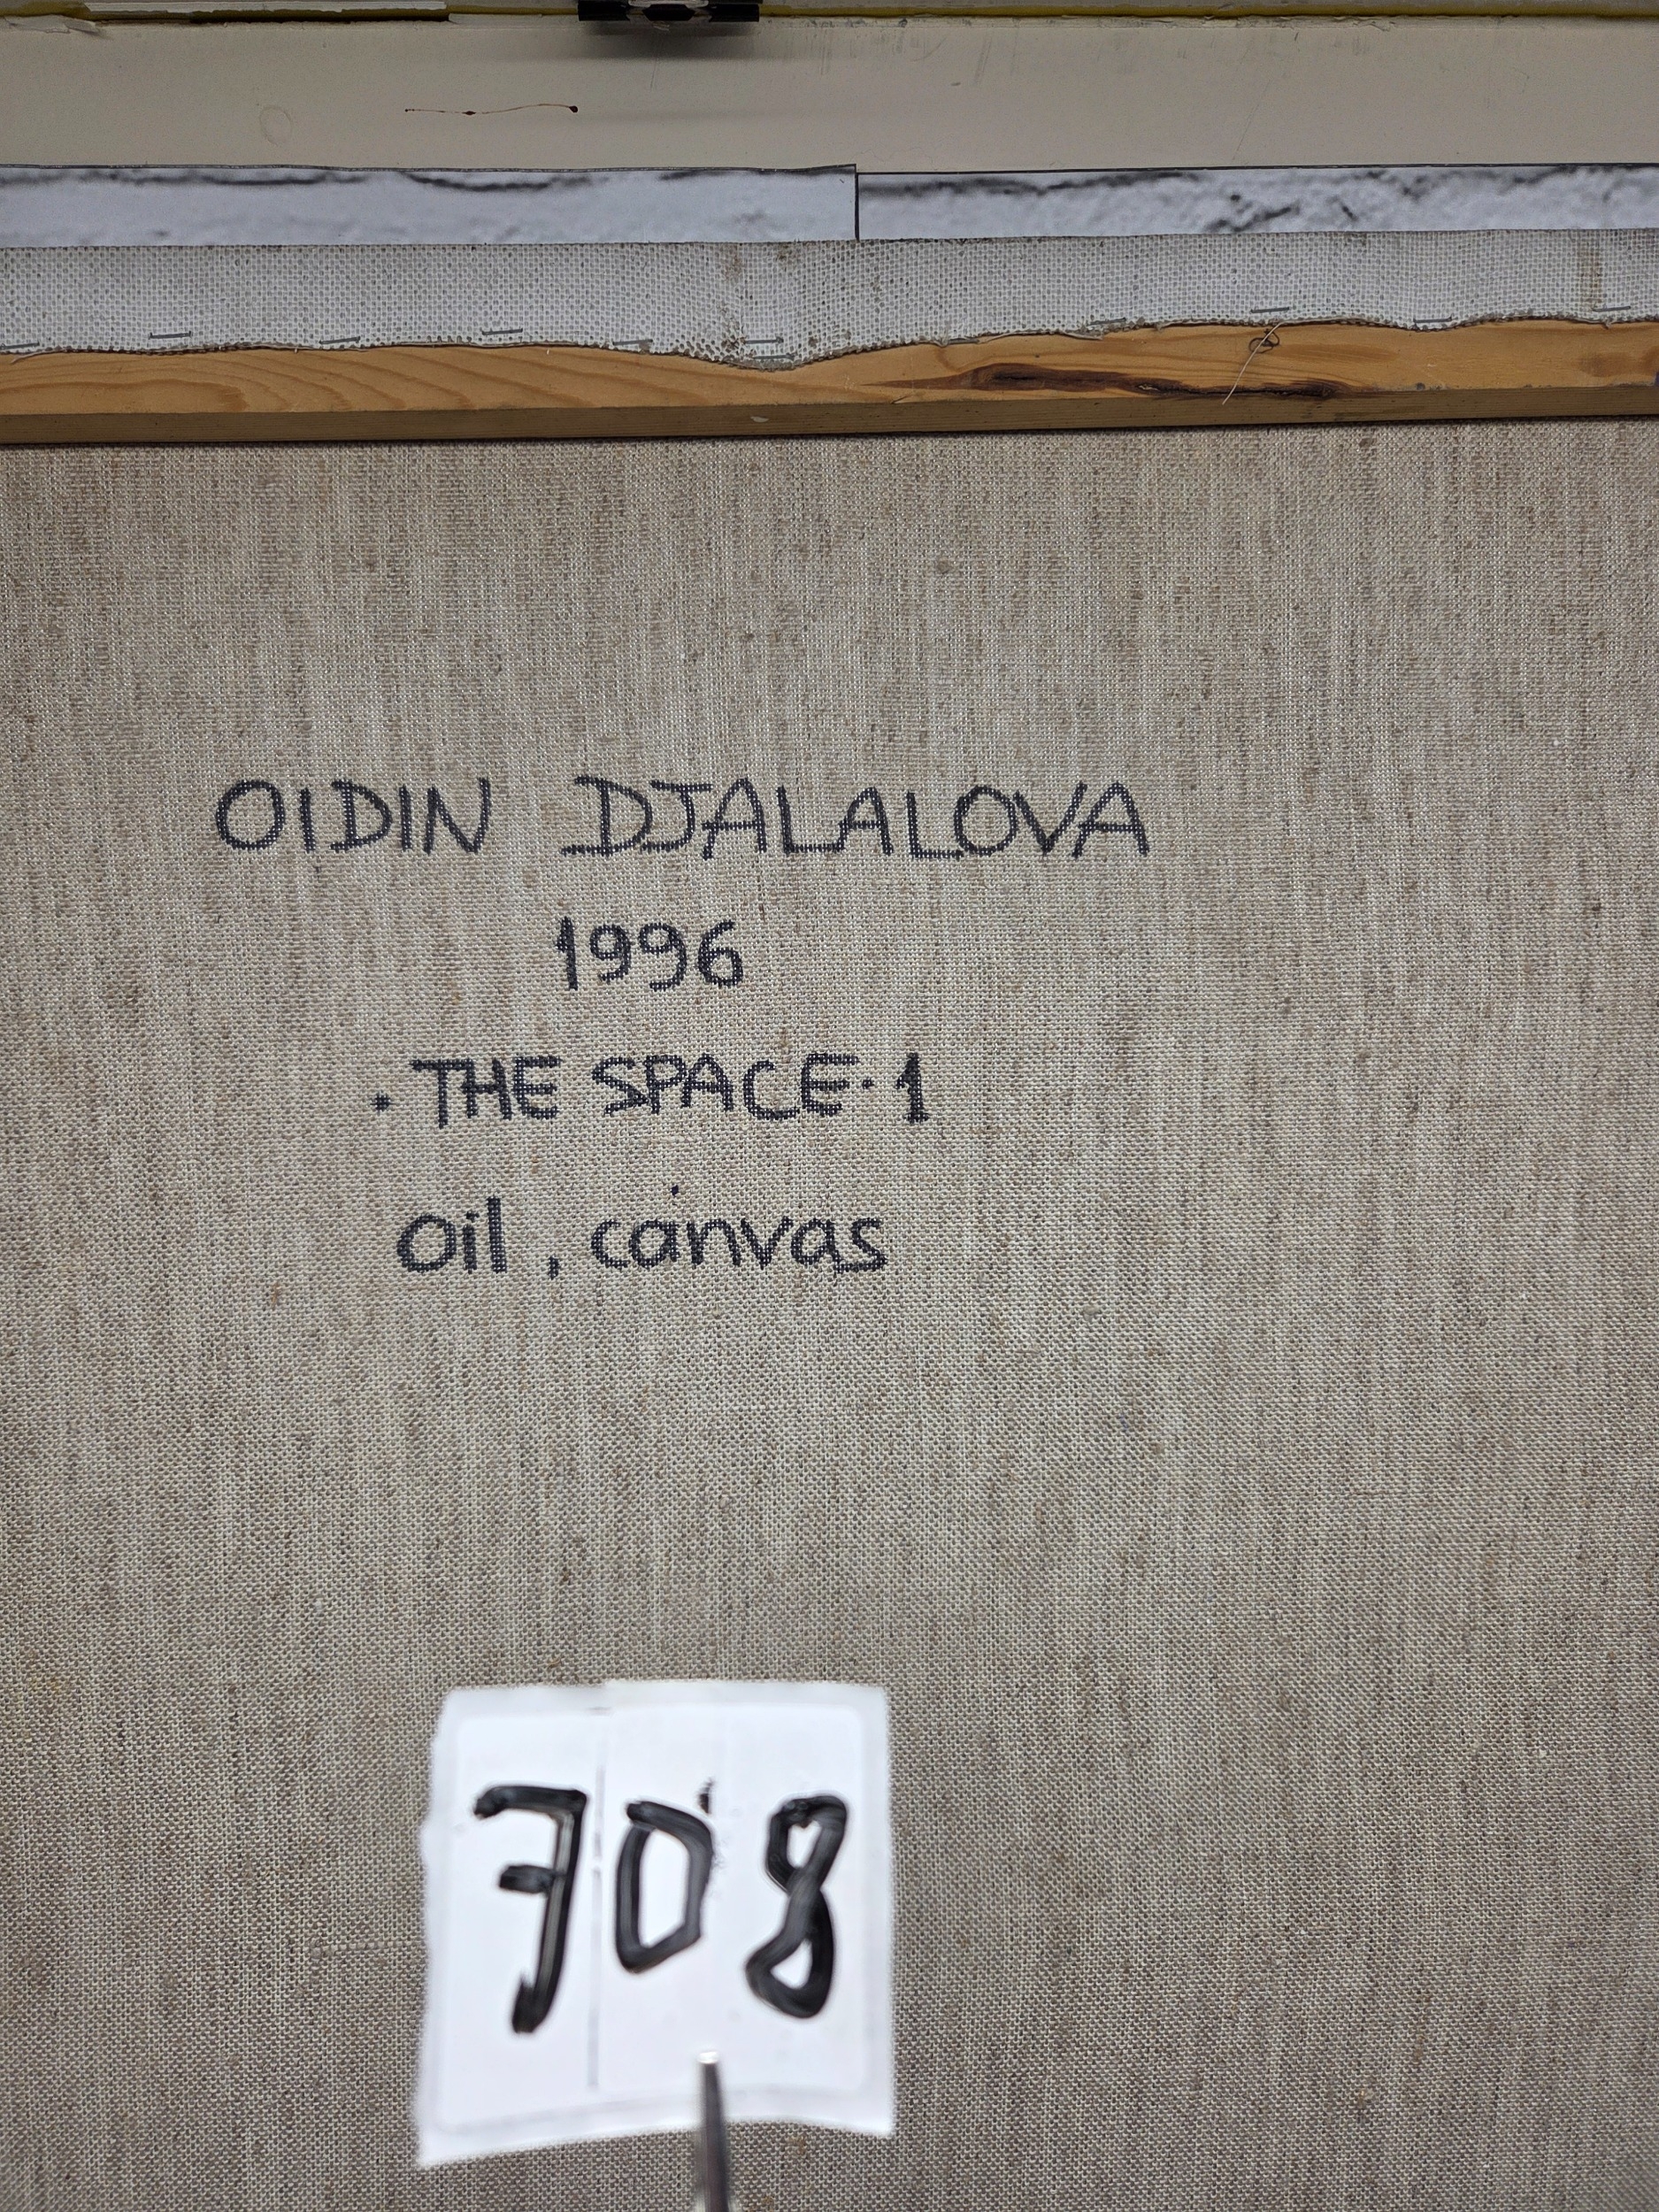 OIDIN DJALALOVA
1996
. THE SPACE-1
oil, canvas
708